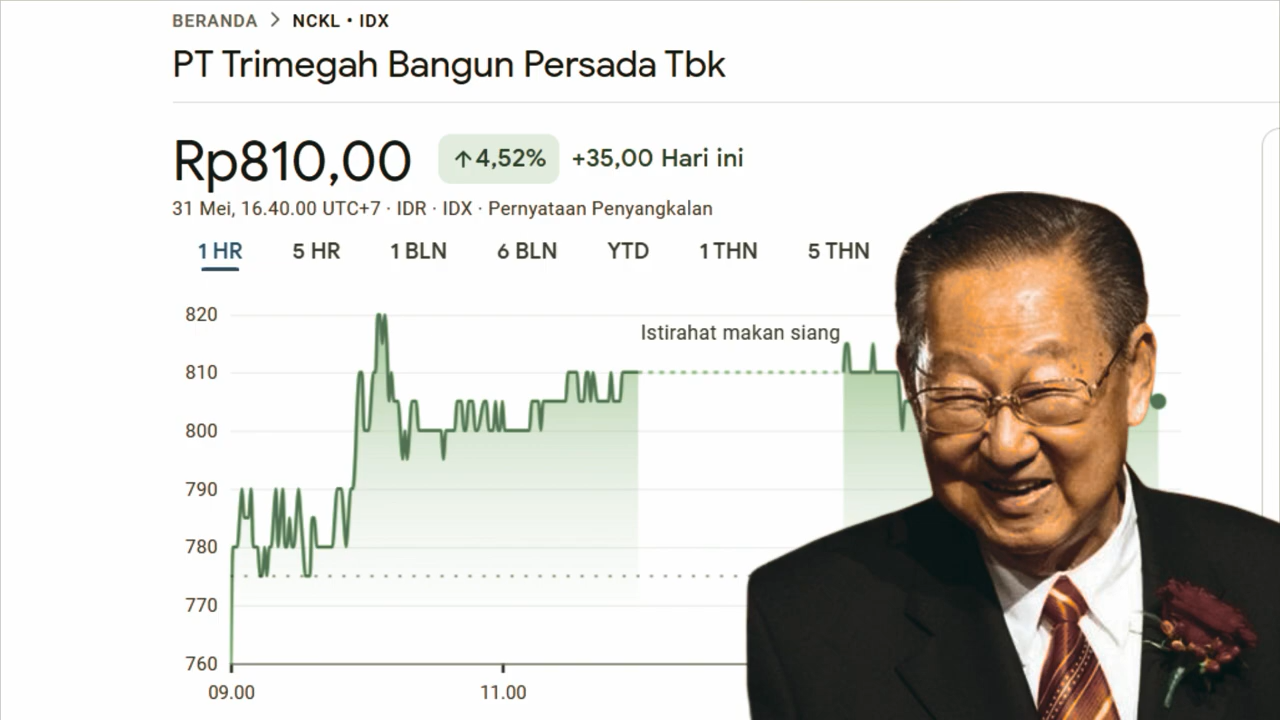 BERANDA > NCKL • IDX
PT Trimegah Bangun Persada Tbk
Rp810,00 ↑4,52% +35,00 Hari ini
31 Mei, 16.40.00 UTC+7 · IDR · IDX · Pernyataan Penyangkalan
1 HR 5 HR 1 BLN 6 BLN YTD 1 THN 5 THN
820
Istirahat makan siang
810
800
790
780
770
760
09.00 11.00